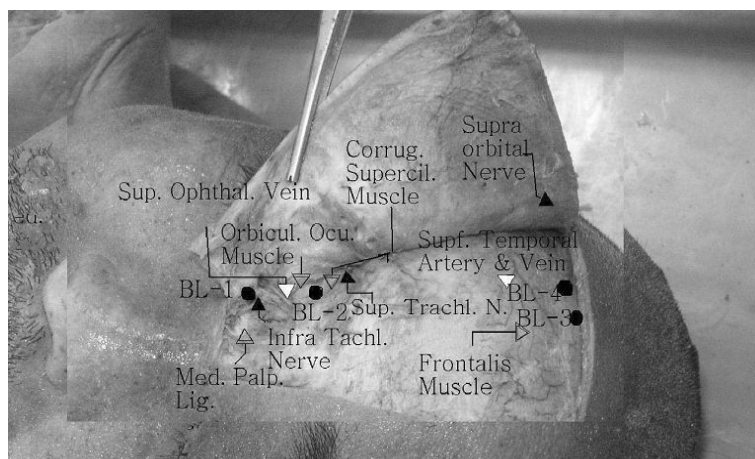 Supra
orbital
Nerve
Corrug.
Supercil.
Muscle
Sup. Ophthal. Vein
ed.
Orbicul. Ocu.
Muscle
Supf. Temporal
Artery & Vein
BL-1
BL-2
Sup. Trachl. N.
BL-4
BL-3
Infra Tachl.
Nerve
Med. Palp.
Lig.
Frontalis
Muscle